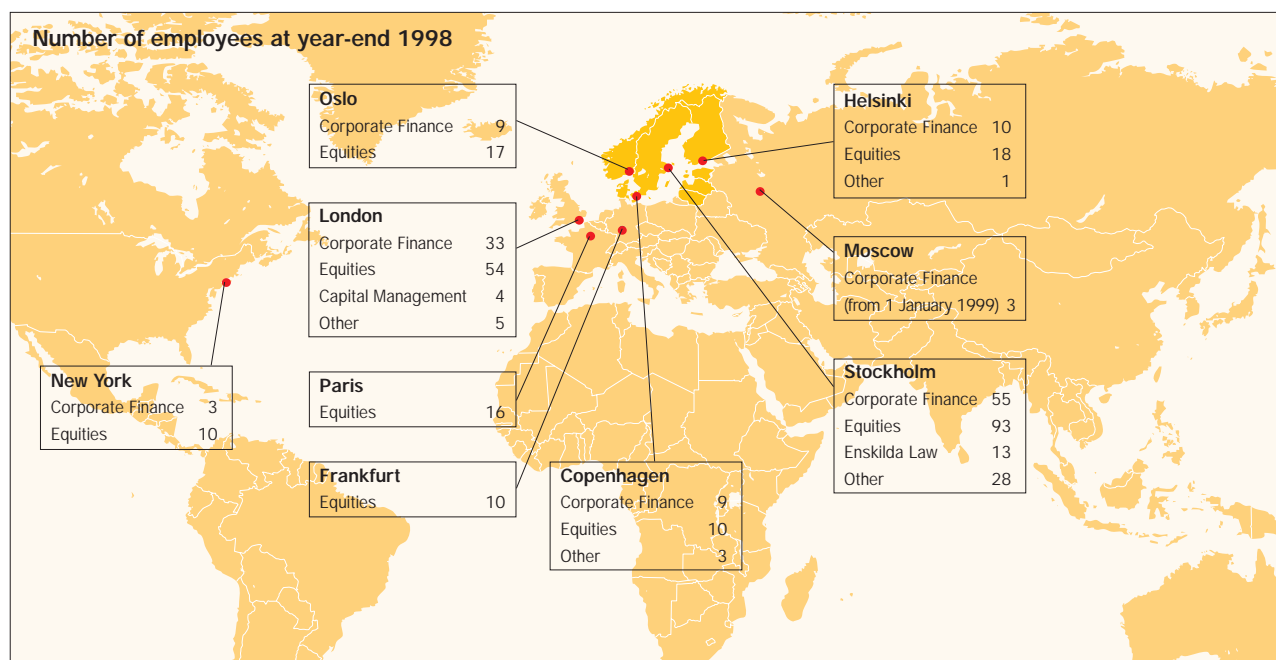 Number of employees at year-end 1998
Oslo
Corporate Finance 9
Equities 17
Helsinki
Corporate Finance 10
Equities 18
Other 1
London
Corporate Finance 33
Equities 54
Capital Management 4
Other 5
Moscow
Corporate Finance
(from 1 January 1999) 3
New York
Corporate Finance 3
Equities 10
Paris
Equities 16
Stockholm
Corporate Finance 55
Equities 93
Enskilda Law 13
Other 28
Frankfurt
Equities 10
Copenhagen
Corporate Finance 9
Equities 10
Other 3